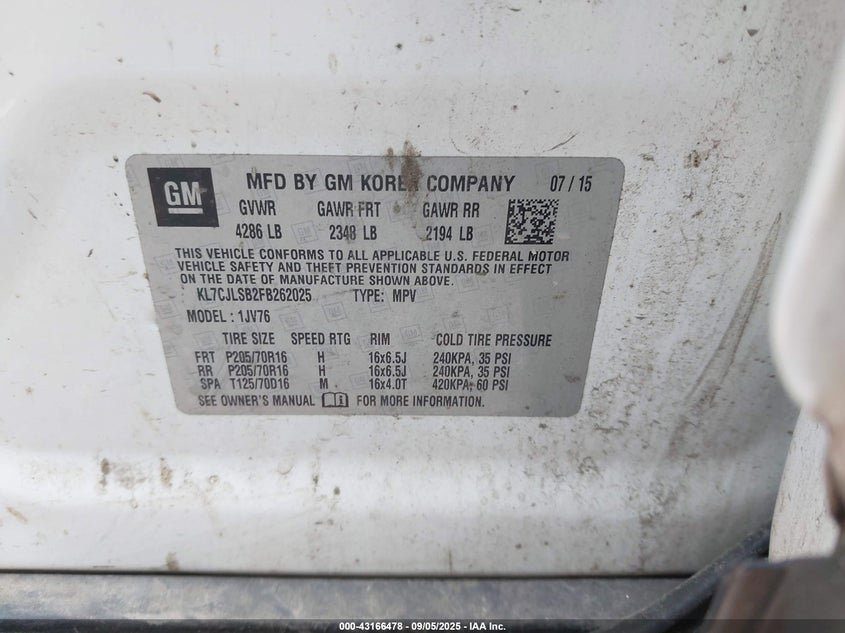 GM
MFD BY GM KOREA COMPANY 07 / 15
GVWR GAWR FRT GAWR RR
4286 LB 2348 LB 2194 LB
THIS VEHICLE CONFORMS TO ALL APPLICABLE U.S. FEDERAL MOTOR
VEHICLE SAFETY AND THEFT PREVENTION STANDARDS IN EFFECT
ON THE DATE OF MANUFACTURE SHOWN ABOVE.
KL7CJLSB2FB262025 TYPE: MPV
MODEL : 1JV76
TIRE SIZE SPEED RTG RIM COLD TIRE PRESSURE
FRT P205/70R16 H 16x6.5J 240KPA, 35 PSI
RR P205/70R16 H 16x6.5J 240KPA, 35 PSI
SPA T125/70D16 M 16x4.0T 420KPA, 60 PSI
SEE OWNER'S MANUAL FOR MORE INFORMATION.
000-43166478 - 09/05/2025 - IAA Inc.